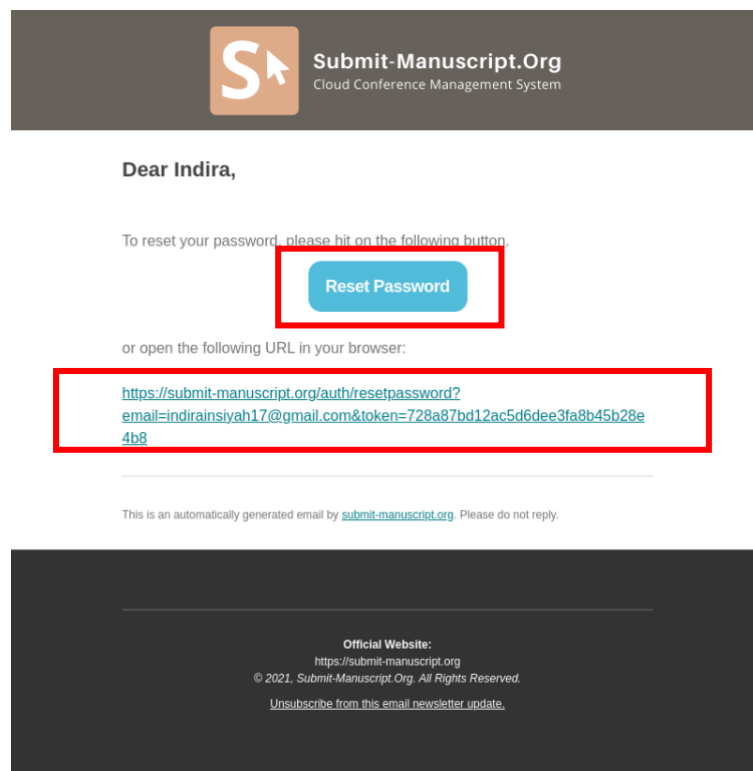 Submit-Manuscript.Org
Cloud Conference Management System
Dear Indira,
To reset your password, please hit on the following button.
Reset Password
or open the following URL in your browser:
https://submit-manuscript.org/auth/resetpassword?
email=indirainsiyah17@gmail.com&token=728a87bd12ac5d6dee3fa8b45b28e
4b8
This is an automatically generated email by submit-manuscript.org. Please do not reply.
Official Website:
https://submit-manuscript.org
© 2021, Submit-Manuscript.Org. All Rights Reserved.
Unsubscribe from this email newsletter update.